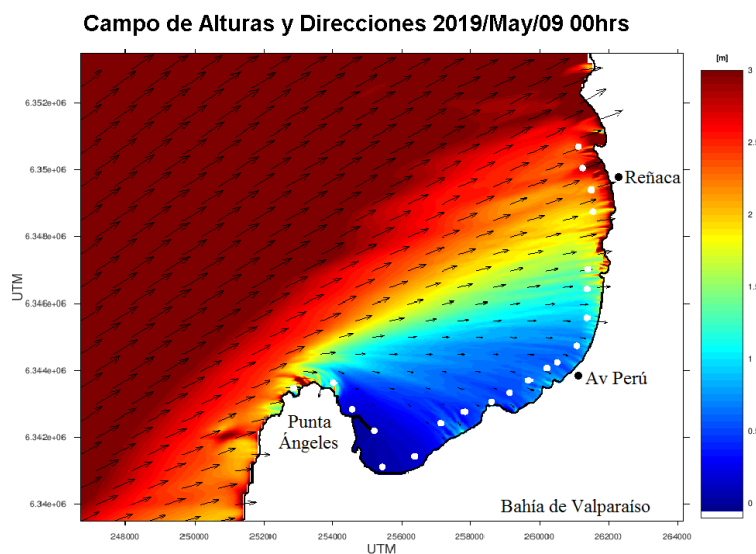 Campo de Alturas y Direcciones 2019/May/09 00hrs
[m]
3
2.5
2
1.5
1
0.5
0
6.352e+06
6.35e+06
6.348e+06
6.346e+06
6.344e+06
6.342e+06
6.34e+06
UTM
Reñaca
Av Perú
Punta
Ángeles
Bahía de Valparaíso
248000
250000
252000
254000
256000
258000
260000
262000
264000
UTM